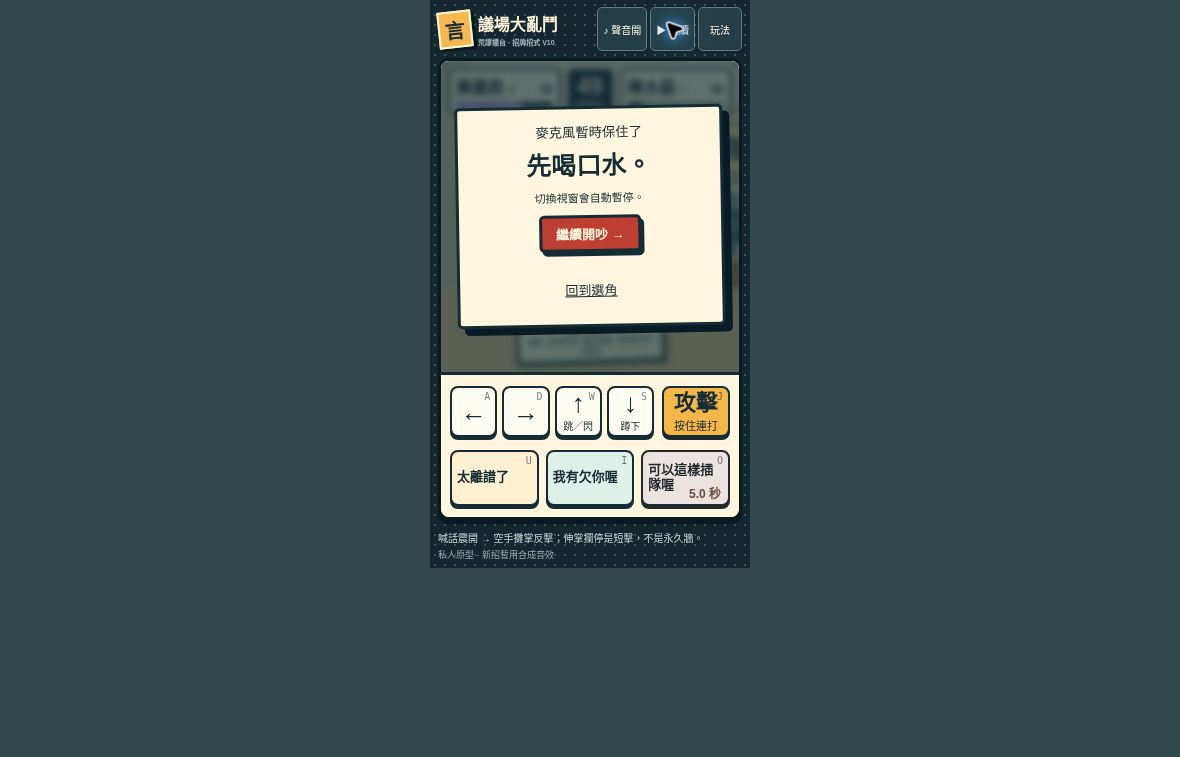 言
議場大亂鬥
荒謬擂台 · 招牌招式 V10
♪ 聲音開
玩法
麥克風暫時保住了
先喝口水。
切換視窗會自動暫停。
繼續開吵 →
回到選角
← A
→ D
↑ W
跳／閃
↓ S
蹲下
攻擊 J
按住連打
太離譜了 U
我有欠你喔 I
可以這樣插 O
隊喔
5.0 秒
喊話震開 → 空手攤掌反擊；伸掌攔停是短擊，不是永久牆。
私人原型 · 新招暫用合成音效